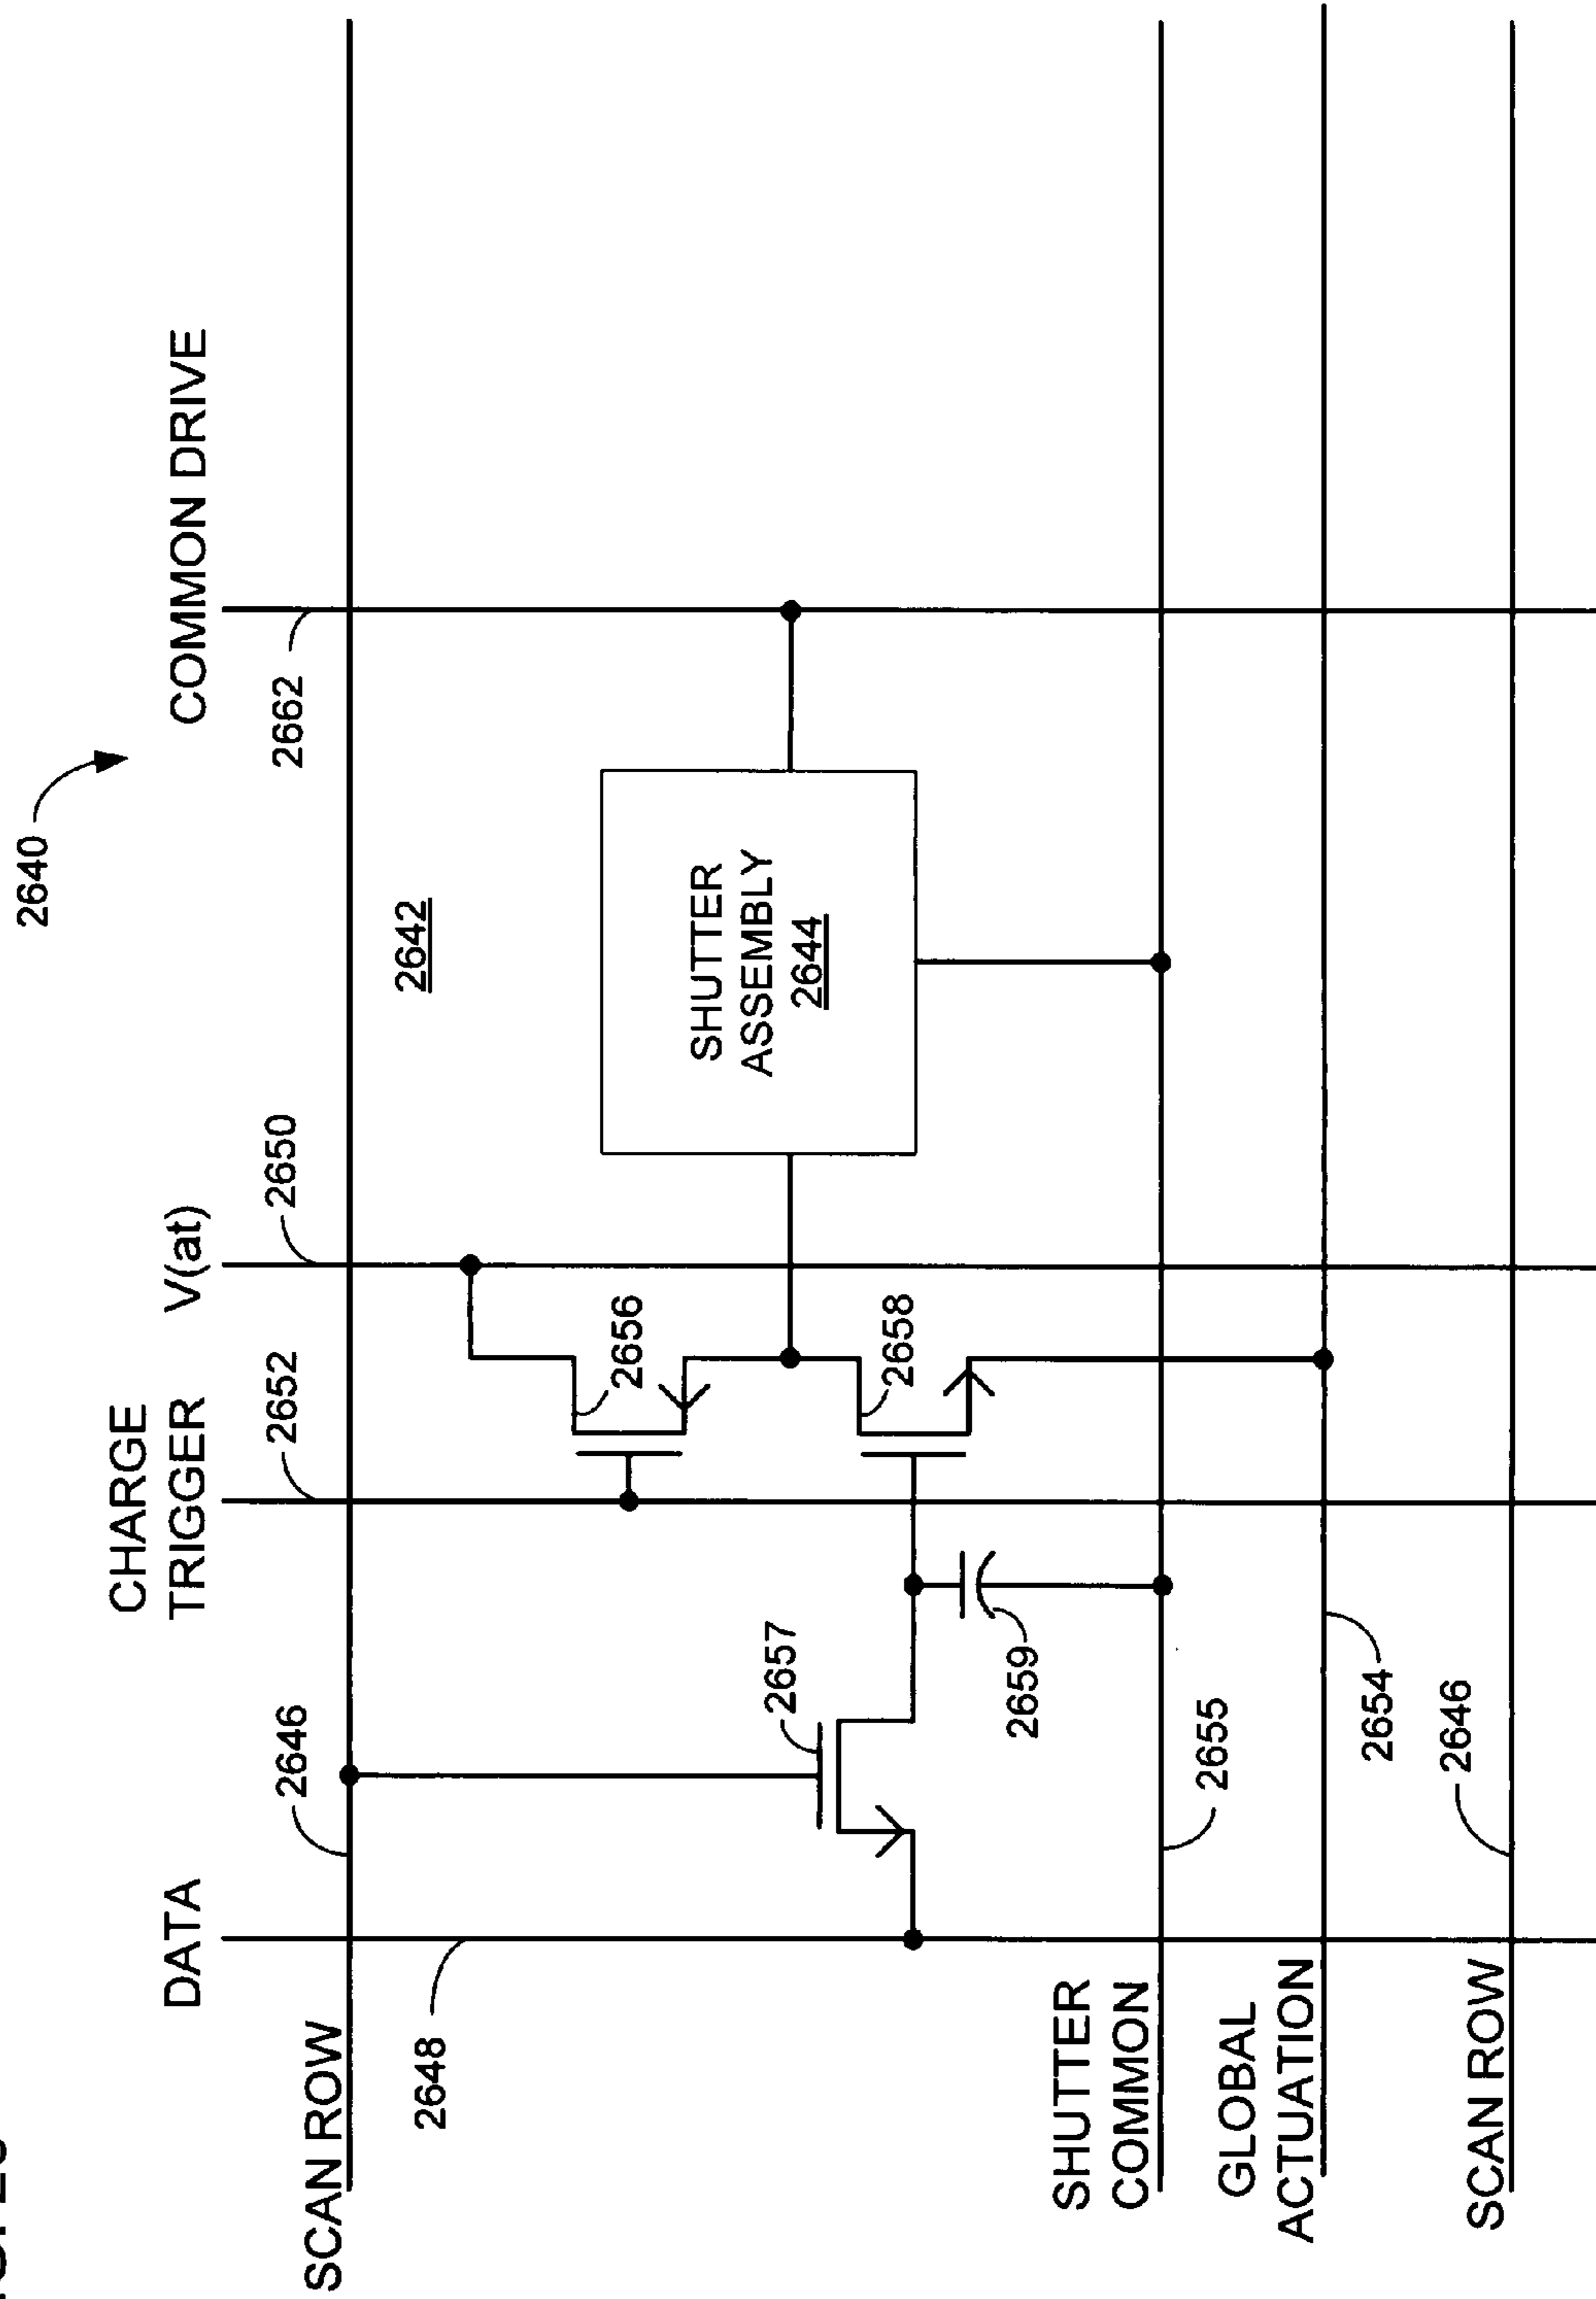 2640
DATA
CHARGE
TRIGGER
V(at)
COMMON DRIVE
2646
2652
2650
2662
SCAN ROW
2648
2642
2656
SHUTTER
ASSEMBLY
2644
2657
2658
2659
SHUTTER
COMMON
2655
GLOBAL
ACTUATION
2654
SCAN ROW
2646